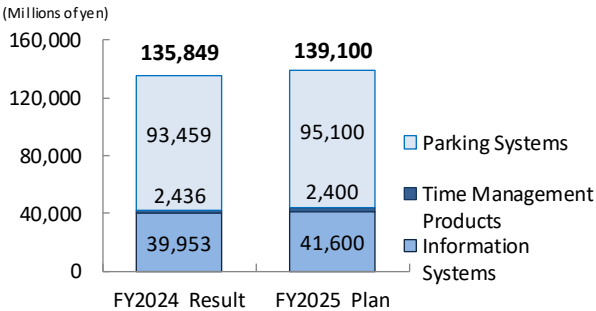 (Millions of yen)
160,000
120,000
80,000
40,000
0
135,849
139,100
93,459
95,100
2,436
2,400
39,953
41,600
FY2024 Result
FY2025 Plan
Parking Systems
Time Management
Products
Information
Systems